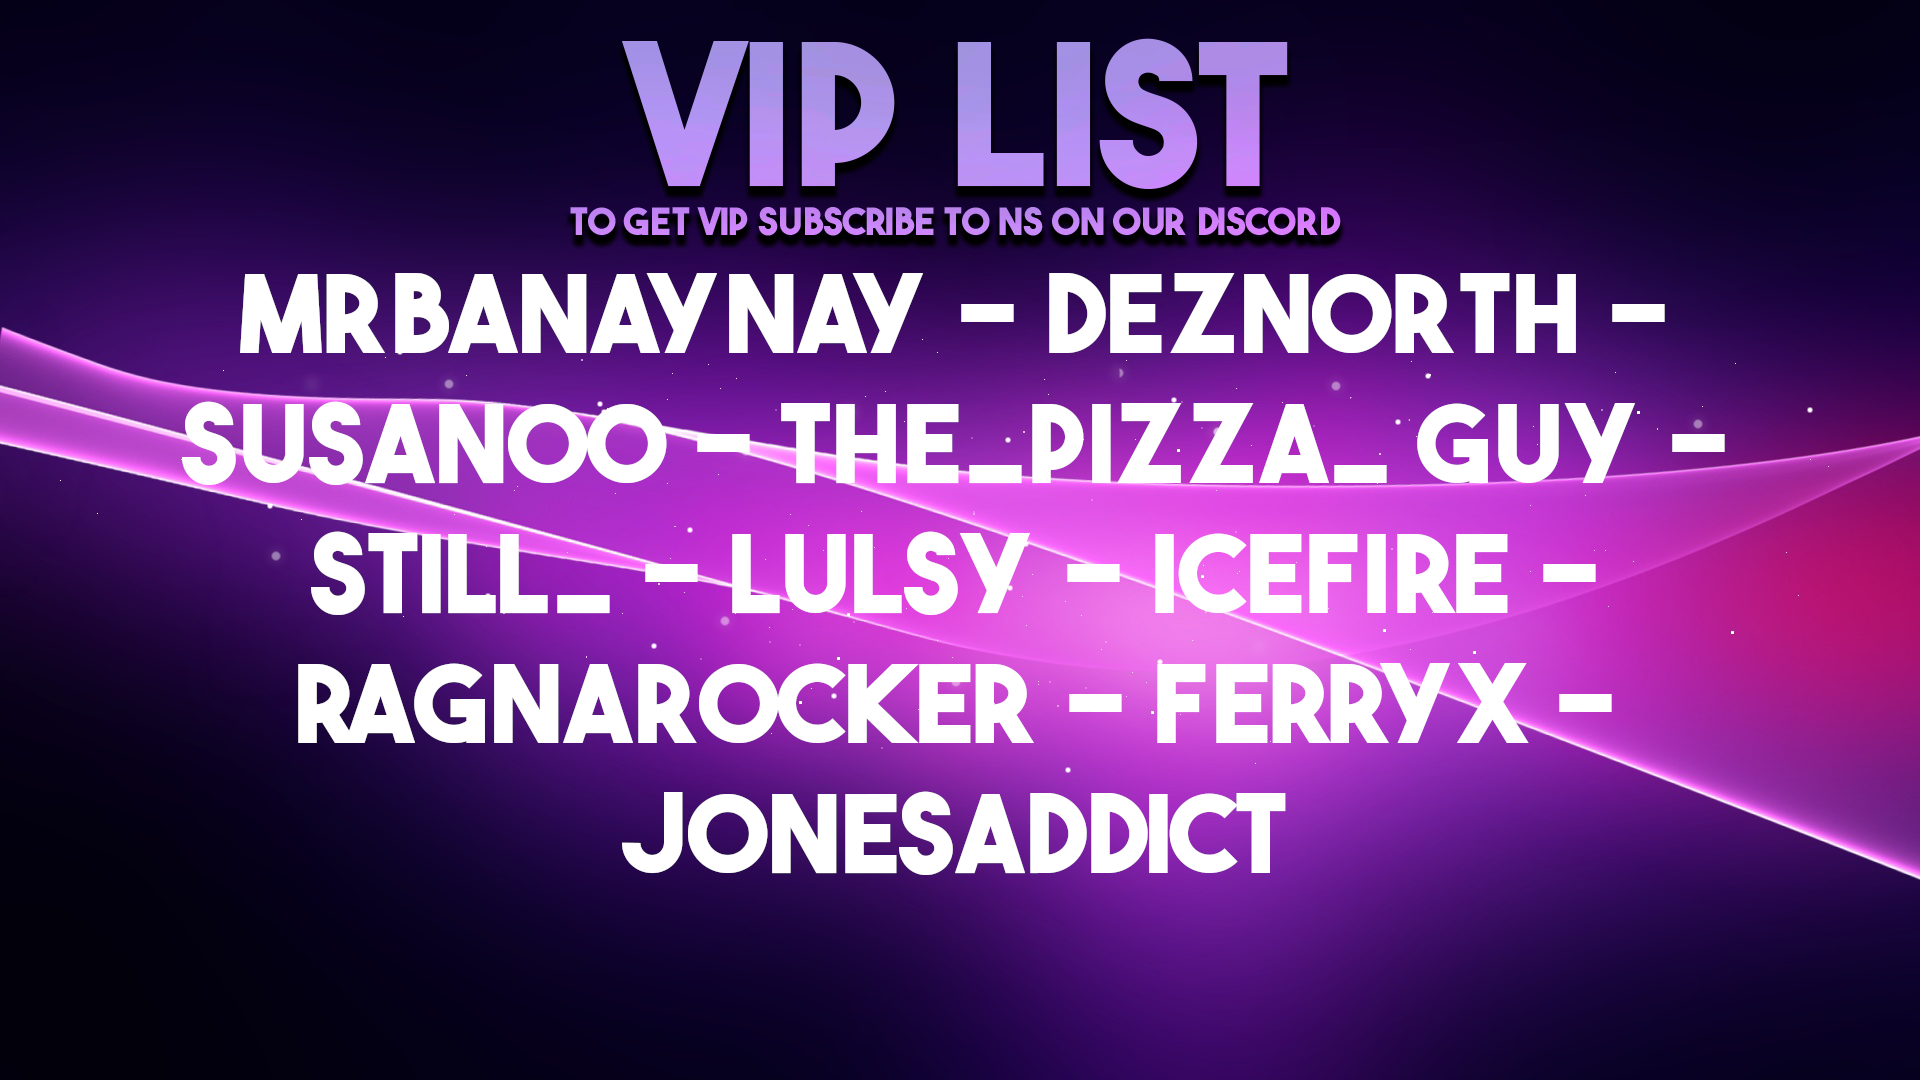 VIP LIST
TO GET VIP SUBSCRIBE TO NS ON OUR DISCORD
MRBANAYNAY - DEZNORTH -
SUSANOO - THE_PIZZA_GUY -
STILL_ - LULSY - ICEFIRE -
RAGNAROCKER - FERRYX -
JONESADDICT